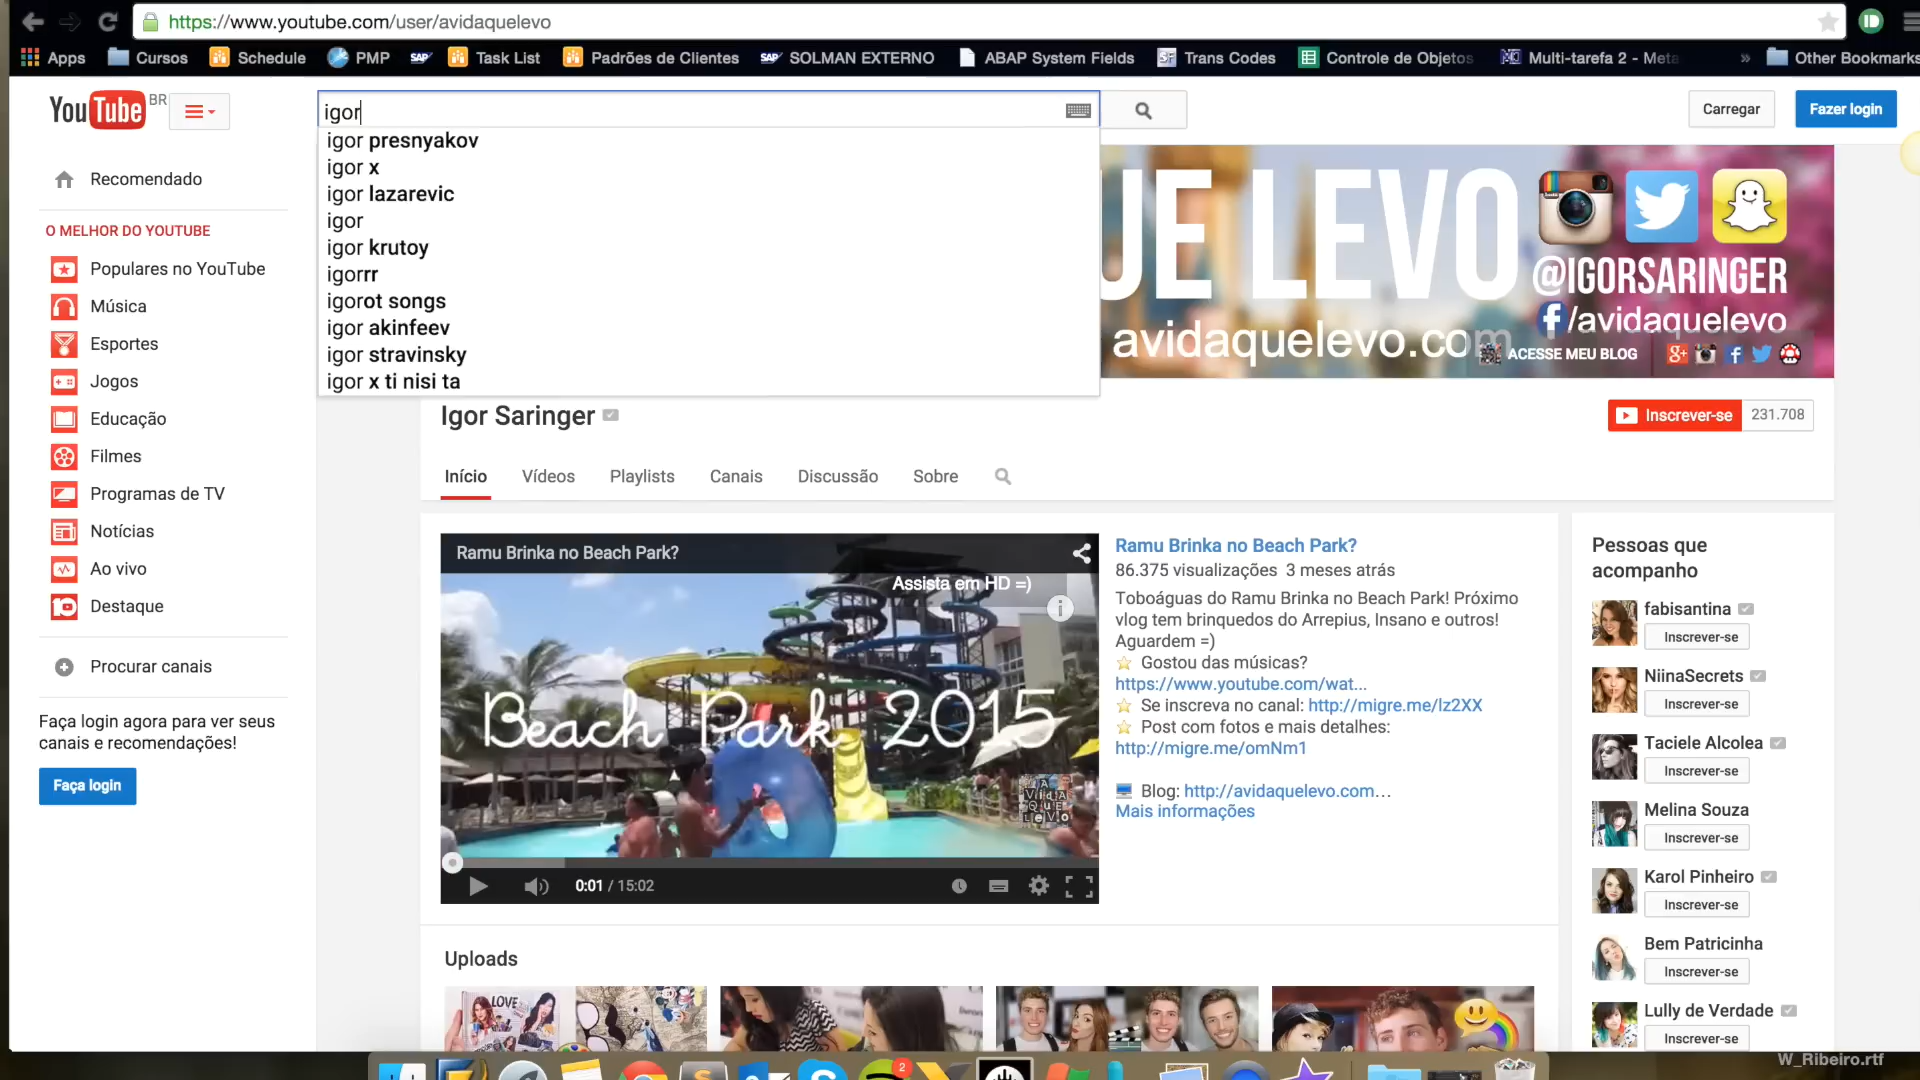 https://www.youtube.com/user/avidaquelevo
Apps Cursos Schedule PMP SAP Task List Padrões de Clientes SAP SOLMAN EXTERNO ABAP System Fields SF Trans Codes Controle de Objetos Multi-tarefa 2 - Meta » Other Bookmarks
YouTube BR
igor
Carregar
Fazer login
igor presnyakov
igor x
igor lazarevic
igor
igor krutoy
igorrr
igorot songs
igor akinfeev
igor stravinsky
igor x ti nisi ta
Recomendado
O MELHOR DO YOUTUBE
Populares no YouTube
Música
Esportes
Jogos
Educação
Filmes
Programas de TV
Notícias
Ao vivo
Destaque
Procurar canais
Faça login agora para ver seus
canais e recomendações!
Faça login
UE LEVO
@IGORSARINGER
/avidaquelevo
avidaquelevo.com
ACESSE MEU BLOG
Igor Saringer
Inscrever-se 231.708
Início Vídeos Playlists Canais Discussão Sobre
Ramu Brinka no Beach Park?
Assista em HD =)
Beach Park 2015
A VIDA QUE LEVO
0:01 / 15:02
Ramu Brinka no Beach Park?
86.375 visualizações 3 meses atrás
Toboáguas do Ramu Brinka no Beach Park! Próximo
vlog tem brinquedos do Arrepius, Insano e outros!
Aguardem =)
Gostou das músicas?
https://www.youtube.com/wat...
Se inscreva no canal: http://migre.me/lz2XX
Post com fotos e mais detalhes:
http://migre.me/omNm1
Blog: http://avidaquelevo.com...
Mais informações
Pessoas que
acompanho
fabisantina
Inscrever-se
NiinaSecrets
Inscrever-se
Taciele Alcolea
Inscrever-se
Melina Souza
Inscrever-se
Karol Pinheiro
Inscrever-se
Bem Patricinha
Inscrever-se
Lully de Verdade
Inscrever-se
Uploads
LOVE
2
W_Ribeiro.rtf